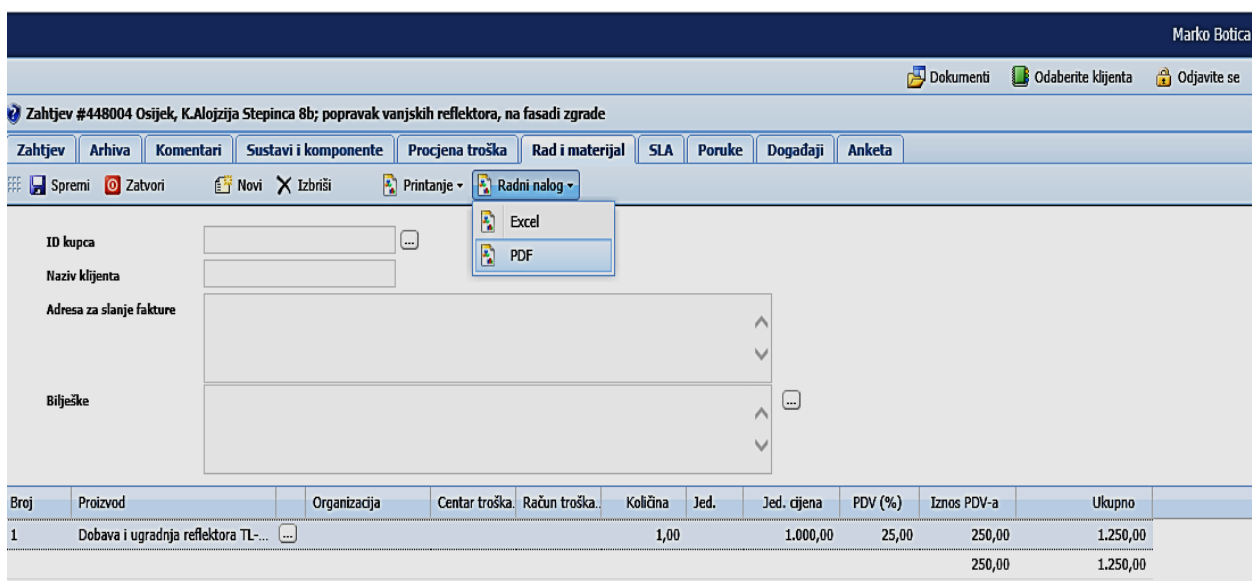 Marko Botica
Dokumenti Odaberite klijenta Odjavite se
Zahtjev #448004 Osijek, K.Alojzija Stepinca 8b; popravak vanjskih reflektora, na fasadi zgrade
Zahtjev Arhiva Komentari Sustavi i komponente Procjena troška Rad i materijal SLA Poruke Događaji Anketa
Spremi Zatvori Novi Izbriši Printanje Radni nalog
Excel
PDF
ID kupca ...
Naziv klijenta
Adresa za slanje fakture
Bilješke ...
Broj Proizvod Organizacija Centar troška. Račun troška.. Količina Jed. Jed. cijena PDV (%) Iznos PDV-a Ukupno
1 Dobava i ugradnja reflektora TL-... ... 1,00 1.000,00 25,00 250,00 1.250,00
250,00 1.250,00